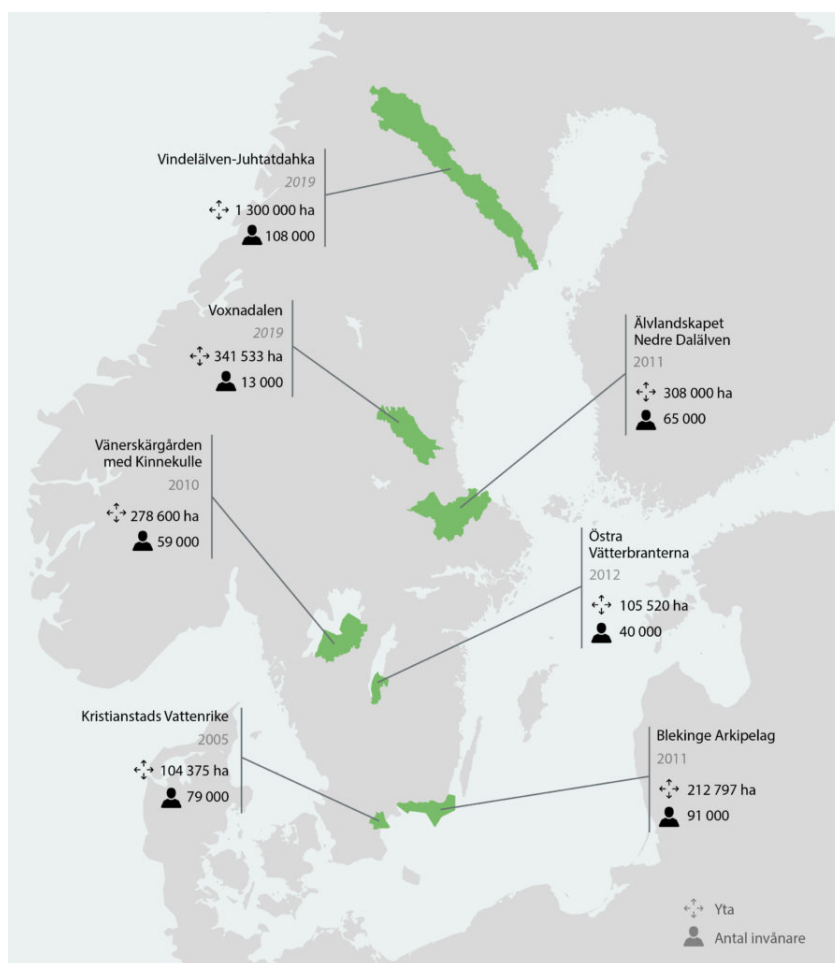 Vindelälven-Juhtatdahka
2019
1 300 000 ha
108 000
Voxnadalen
2019
341 533 ha
13 000
Älvlandskapet
Nedre Dalälven
2011
308 000 ha
65 000
Vänerskärgården
med Kinnekulle
2010
278 600 ha
59 000
Östra
Vätterbranterna
2012
105 520 ha
40 000
Kristianstads Vattenrike
2005
104 375 ha
79 000
Blekinge Arkipelag
2011
212 797 ha
91 000
Yta
Antal invånare